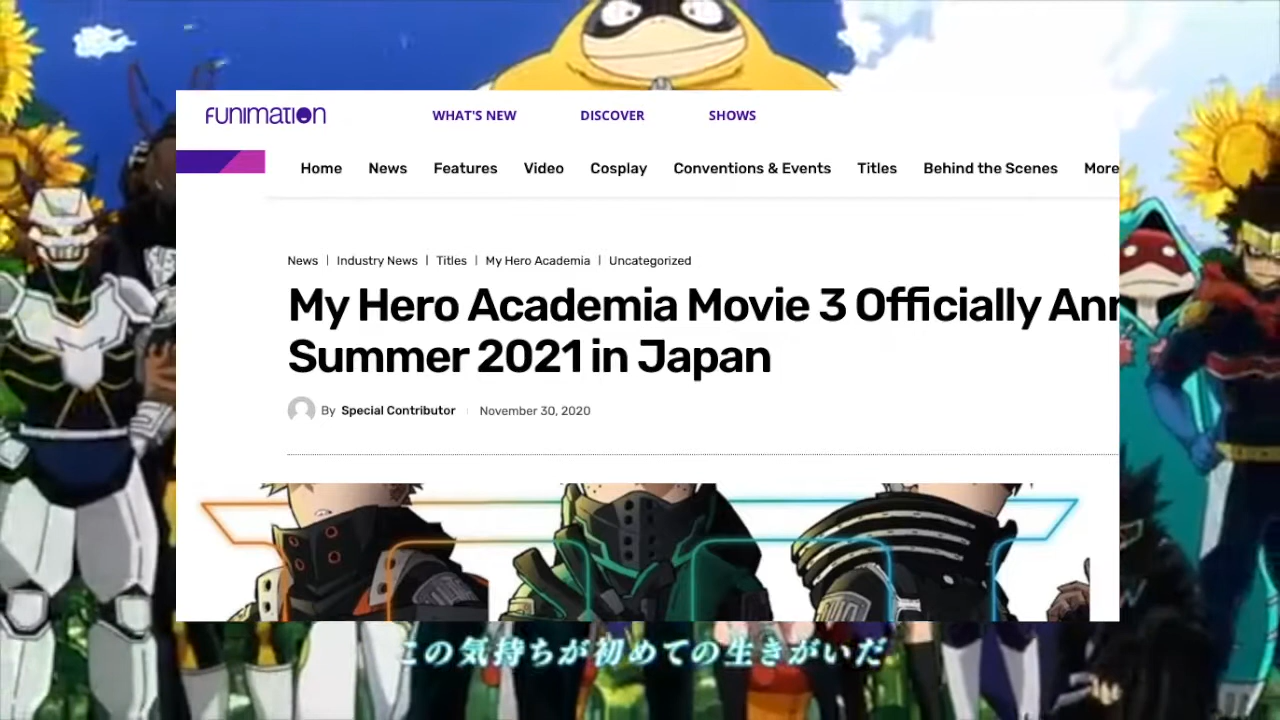 FUNIMATION
WHAT'S NEW DISCOVER SHOWS
Home News Features Video Cosplay Conventions & Events Titles Behind the Scenes More
News | Industry News | Titles | My Hero Academia | Uncategorized
My Hero Academia Movie 3 Officially Ann
Summer 2021 in Japan
By Special Contributor | November 30, 2020
この気持ちが初めての生きがいだ